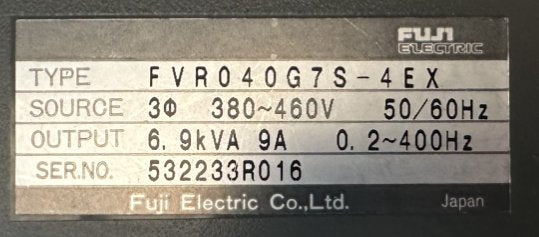 FUJI
ELECTRIC
TYPE FVR040G7S-4EX
SOURCE 3Φ 380~460V 50/60Hz
OUTPUT 6.9kVA 9A 0.2~400Hz
SER.NO. 532233R016
Fuji Electric Co.,Ltd. Japan